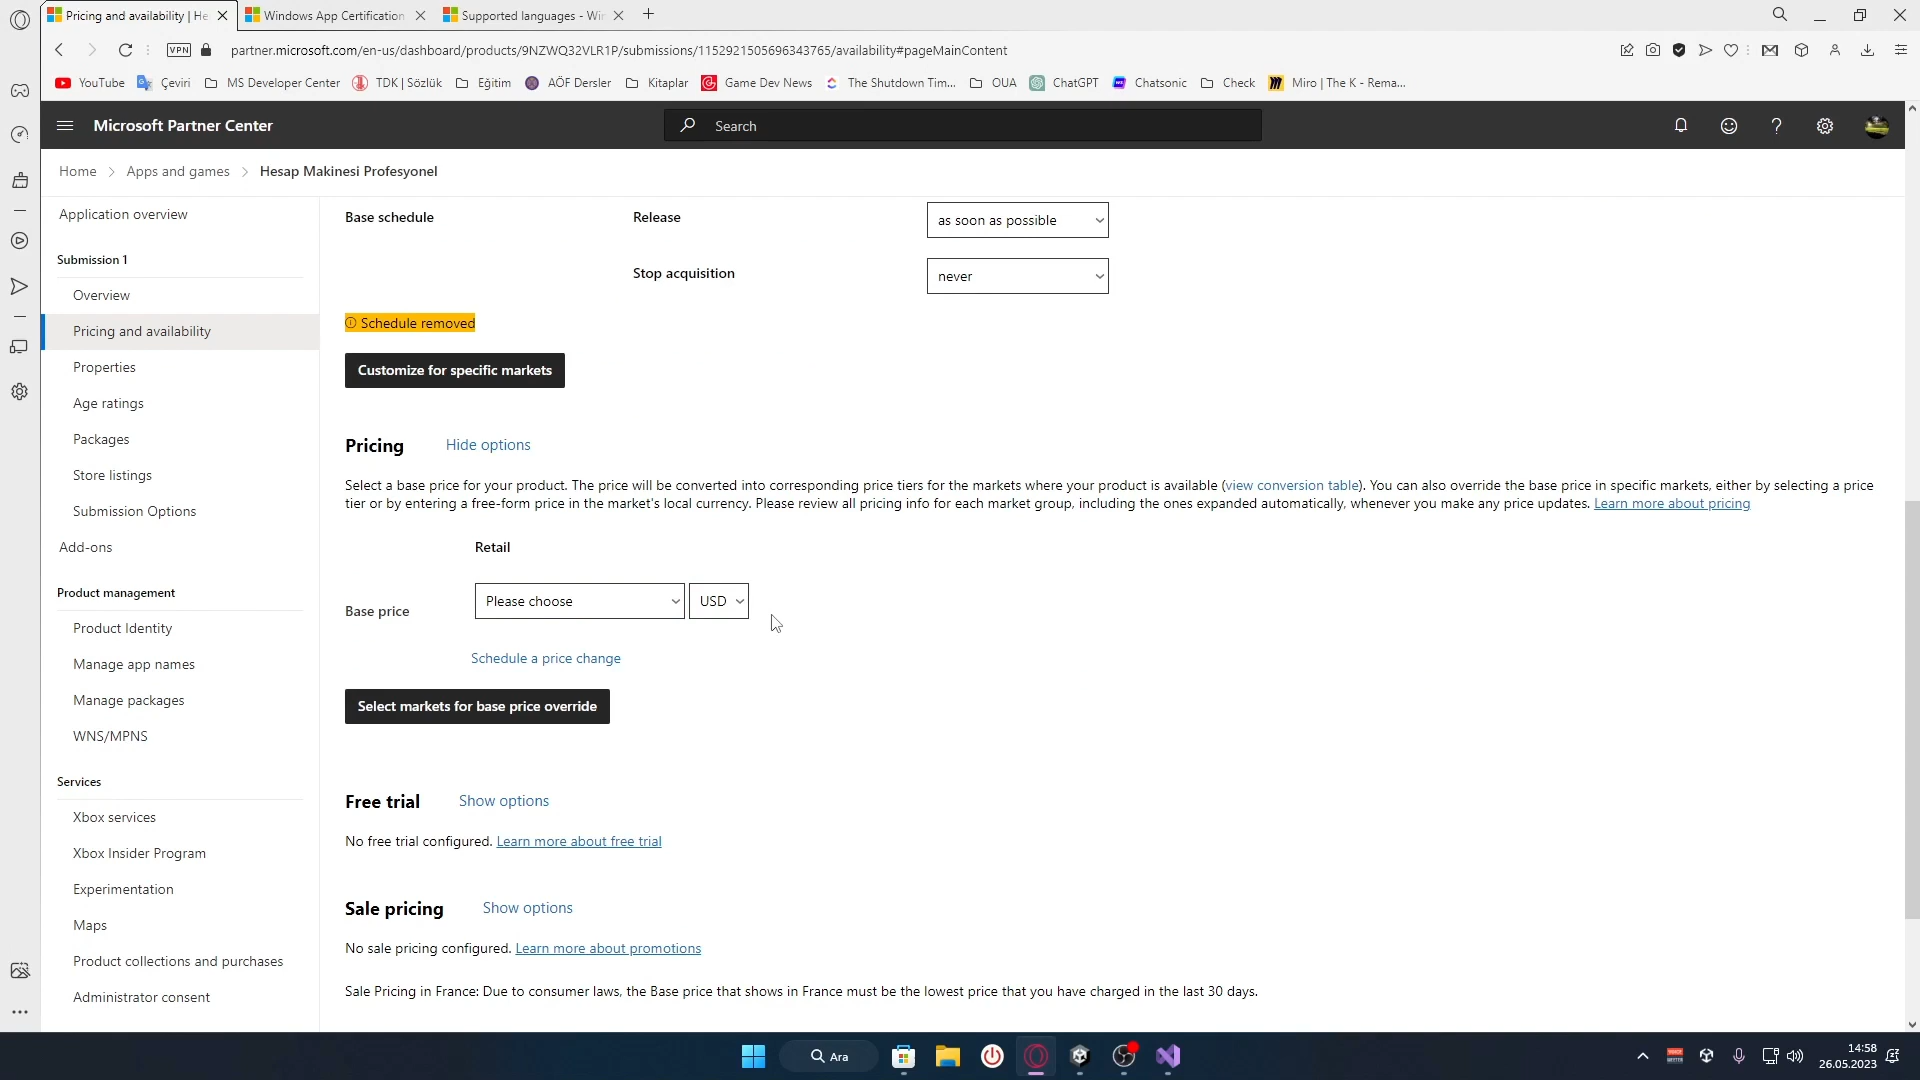 Pricing and availability | He
Windows App Certification
Supported languages - Wir
VPN
partner.microsoft.com/en-us/dashboard/products/9NZWQ32VLR1P/submissions/1152921505696343765/availability#pageMainContent
YouTube
Çeviri
MS Developer Center
TDK | Sözlük
Eğitim
AÖF Dersler
Kitaplar
Game Dev News
The Shutdown Tim...
OUA
ChatGPT
Chatsonic
Check
Miro | The K - Rema...
Microsoft Partner Center
Search
Home
Apps and games
Hesap Makinesi Profesyonel
Application overview
Submission 1
Overview
Pricing and availability
Properties
Age ratings
Packages
Store listings
Submission Options
Add-ons
Product management
Product Identity
Manage app names
Manage packages
WNS/MPNS
Services
Xbox services
Xbox Insider Program
Experimentation
Maps
Product collections and purchases
Administrator consent
Base schedule
Release
as soon as possible
Stop acquisition
never
Schedule removed
Customize for specific markets
Pricing
Hide options
Select a base price for your product. The price will be converted into corresponding price tiers for the markets where your product is available (view conversion table). You can also override the base price in specific markets, either by selecting a price
tier or by entering a free-form price in the market's local currency. Please review all pricing info for each market group, including the ones expanded automatically, whenever you make any price updates. Learn more about pricing
Retail
Base price
Please choose
USD
Schedule a price change
Select markets for base price override
Free trial
Show options
No free trial configured. Learn more about free trial
Sale pricing
Show options
No sale pricing configured. Learn more about promotions
Sale Pricing in France: Due to consumer laws, the Base price that shows in France must be the lowest price that you have charged in the last 30 days.
Ara
14:58
26.05.2023